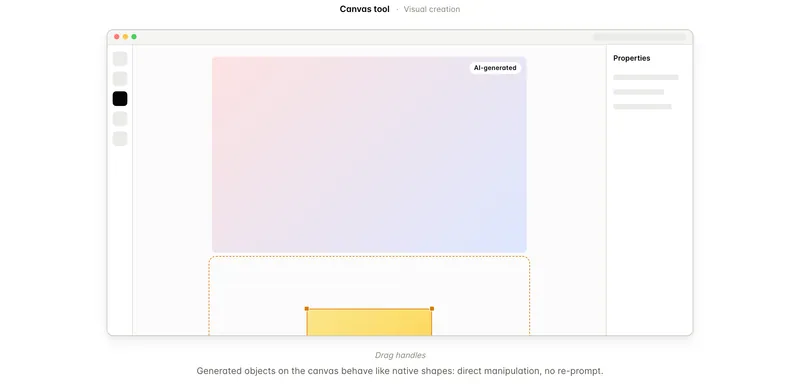 Canvas tool · Visual creation
AI-generated
Properties
Drag handles
Generated objects on the canvas behave like native shapes: direct manipulation, no re-prompt.